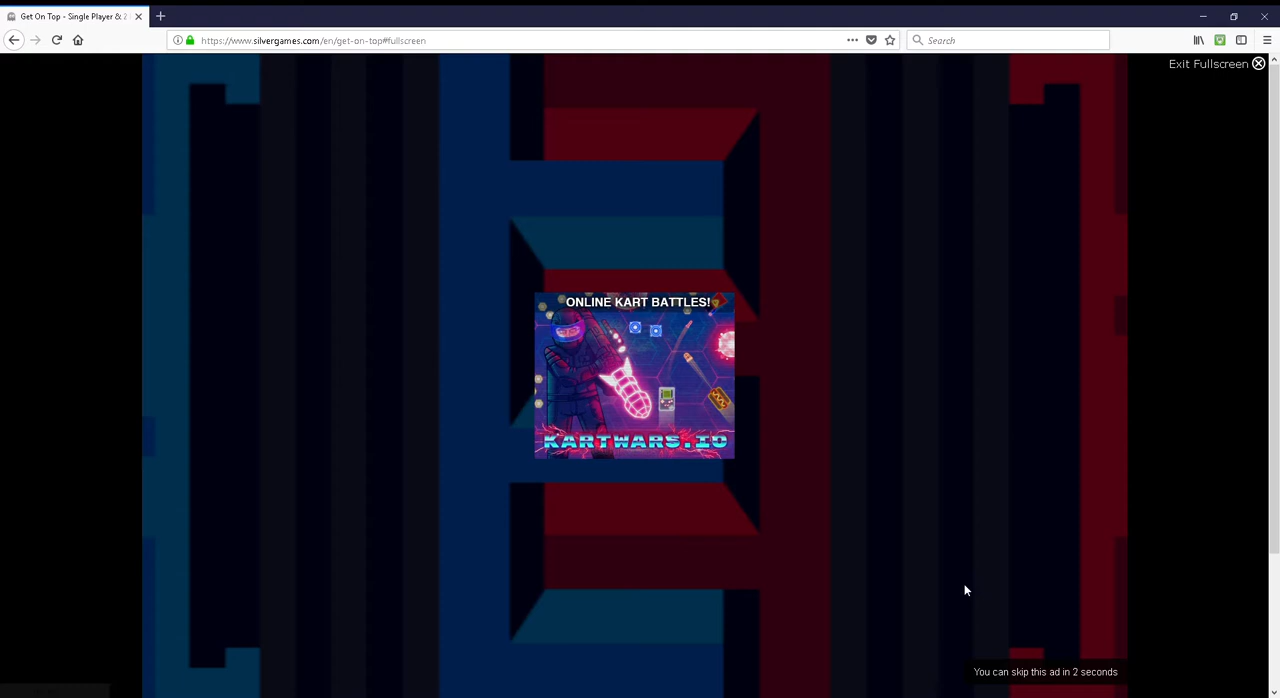 Get On Top - Single Player & 2
https://www.silvergames.com/en/get-on-top#fullscreen
Search
Exit Fullscreen
ONLINE KART BATTLES!
KARTWARS.IO
You can skip this ad in 2 seconds